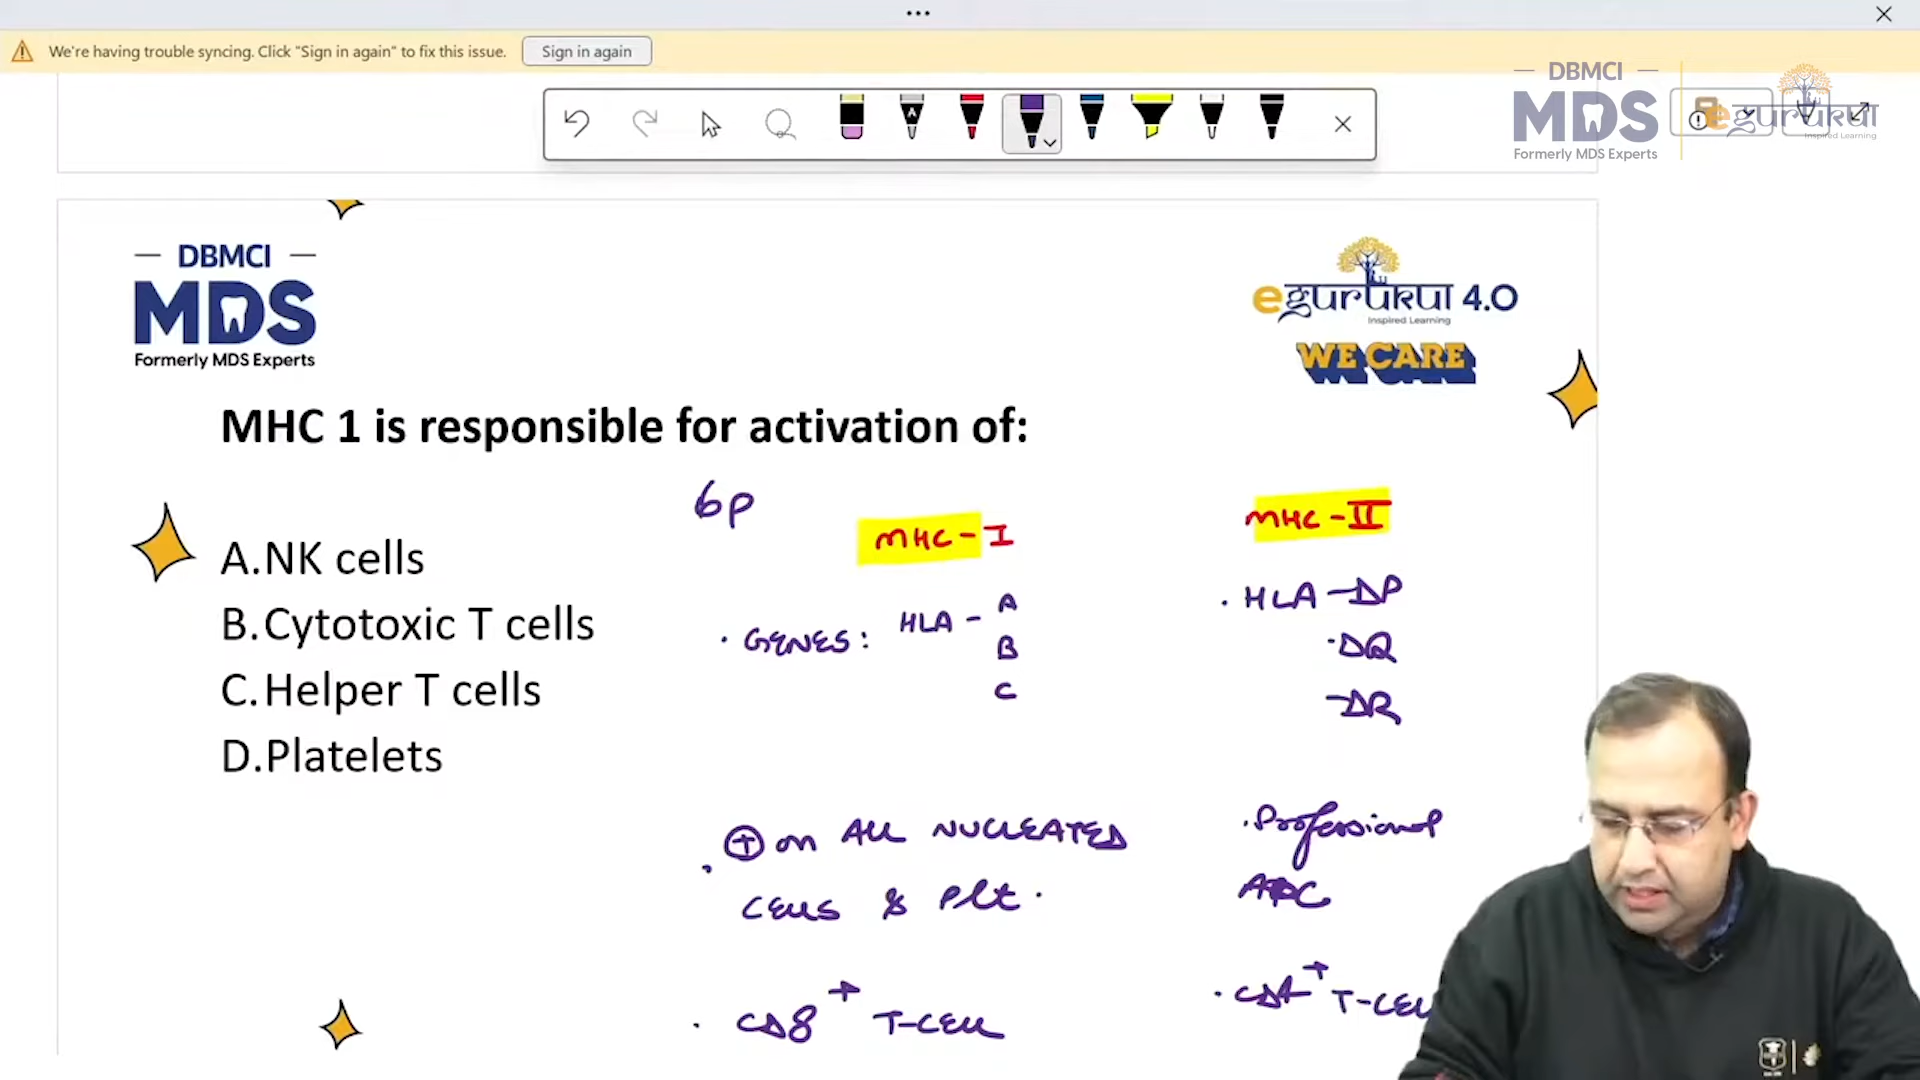 We're having trouble syncing. Click "Sign in again" to fix this issue. Sign in again
DBMCI
MDS
Formerly MDS Experts
egurukul
Inspired Learning
DBMCI
MDS
Formerly MDS Experts
egurukul 4.0
Inspired Learning
WE CARE
MHC 1 is responsible for activation of:
6p
MHC-I
MHC-II
A.NK cells
B.Cytotoxic T cells
C.Helper T cells
D.Platelets
. GENES: HLA - A
B
C
. HLA -DP
-DQ
-DR
. + on ALL NUCLEATED
CELLS & Plt.
.Professional
APC
. CD8+ T-CELL
. CD4+ T-CELL